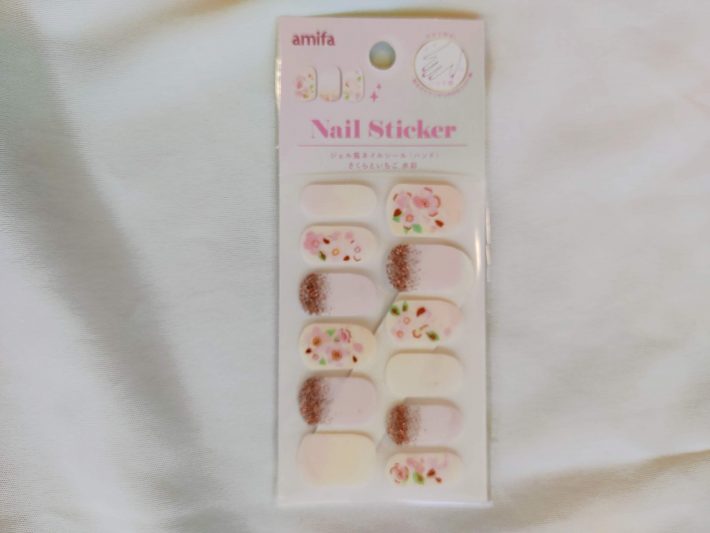 amifa
Nail Sticker
ジェル風ネイルシール（ハンド）
さくらといちご 水彩